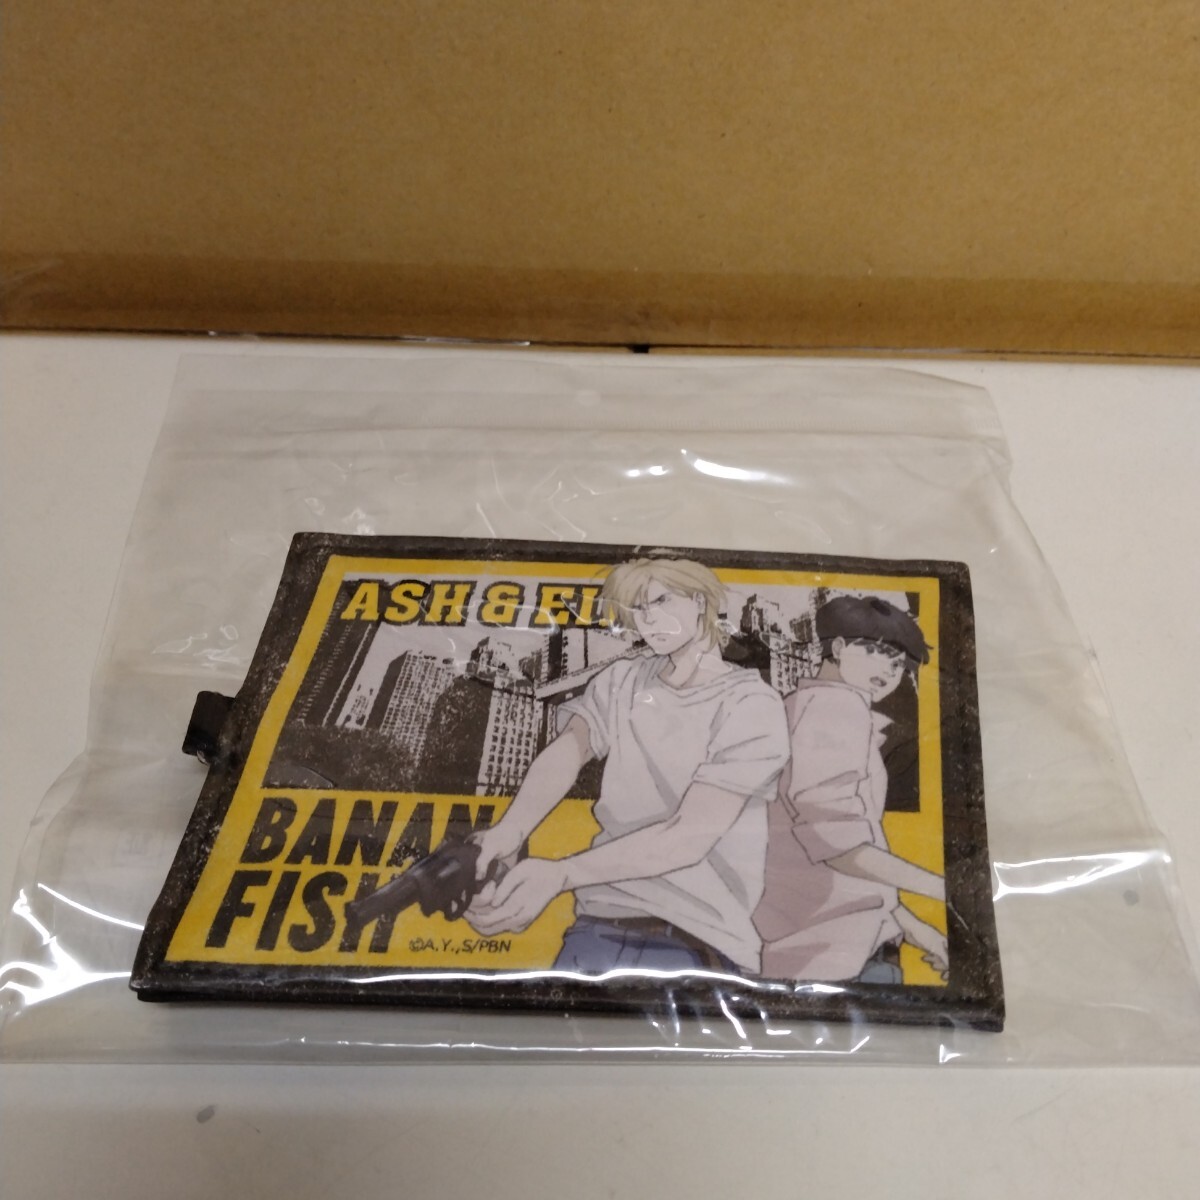 ASH & EI
BANAN
FISH
©A.Y.,S/PBN